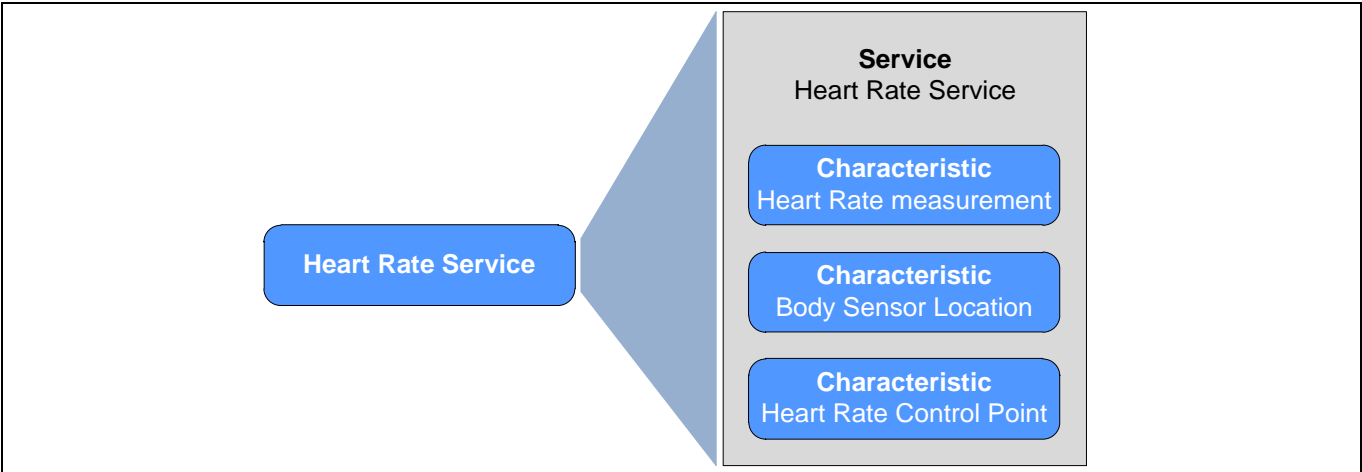 Heart Rate Service
Service
Heart Rate Service
Characteristic
Heart Rate measurement
Characteristic
Body Sensor Location
Characteristic
Heart Rate Control Point